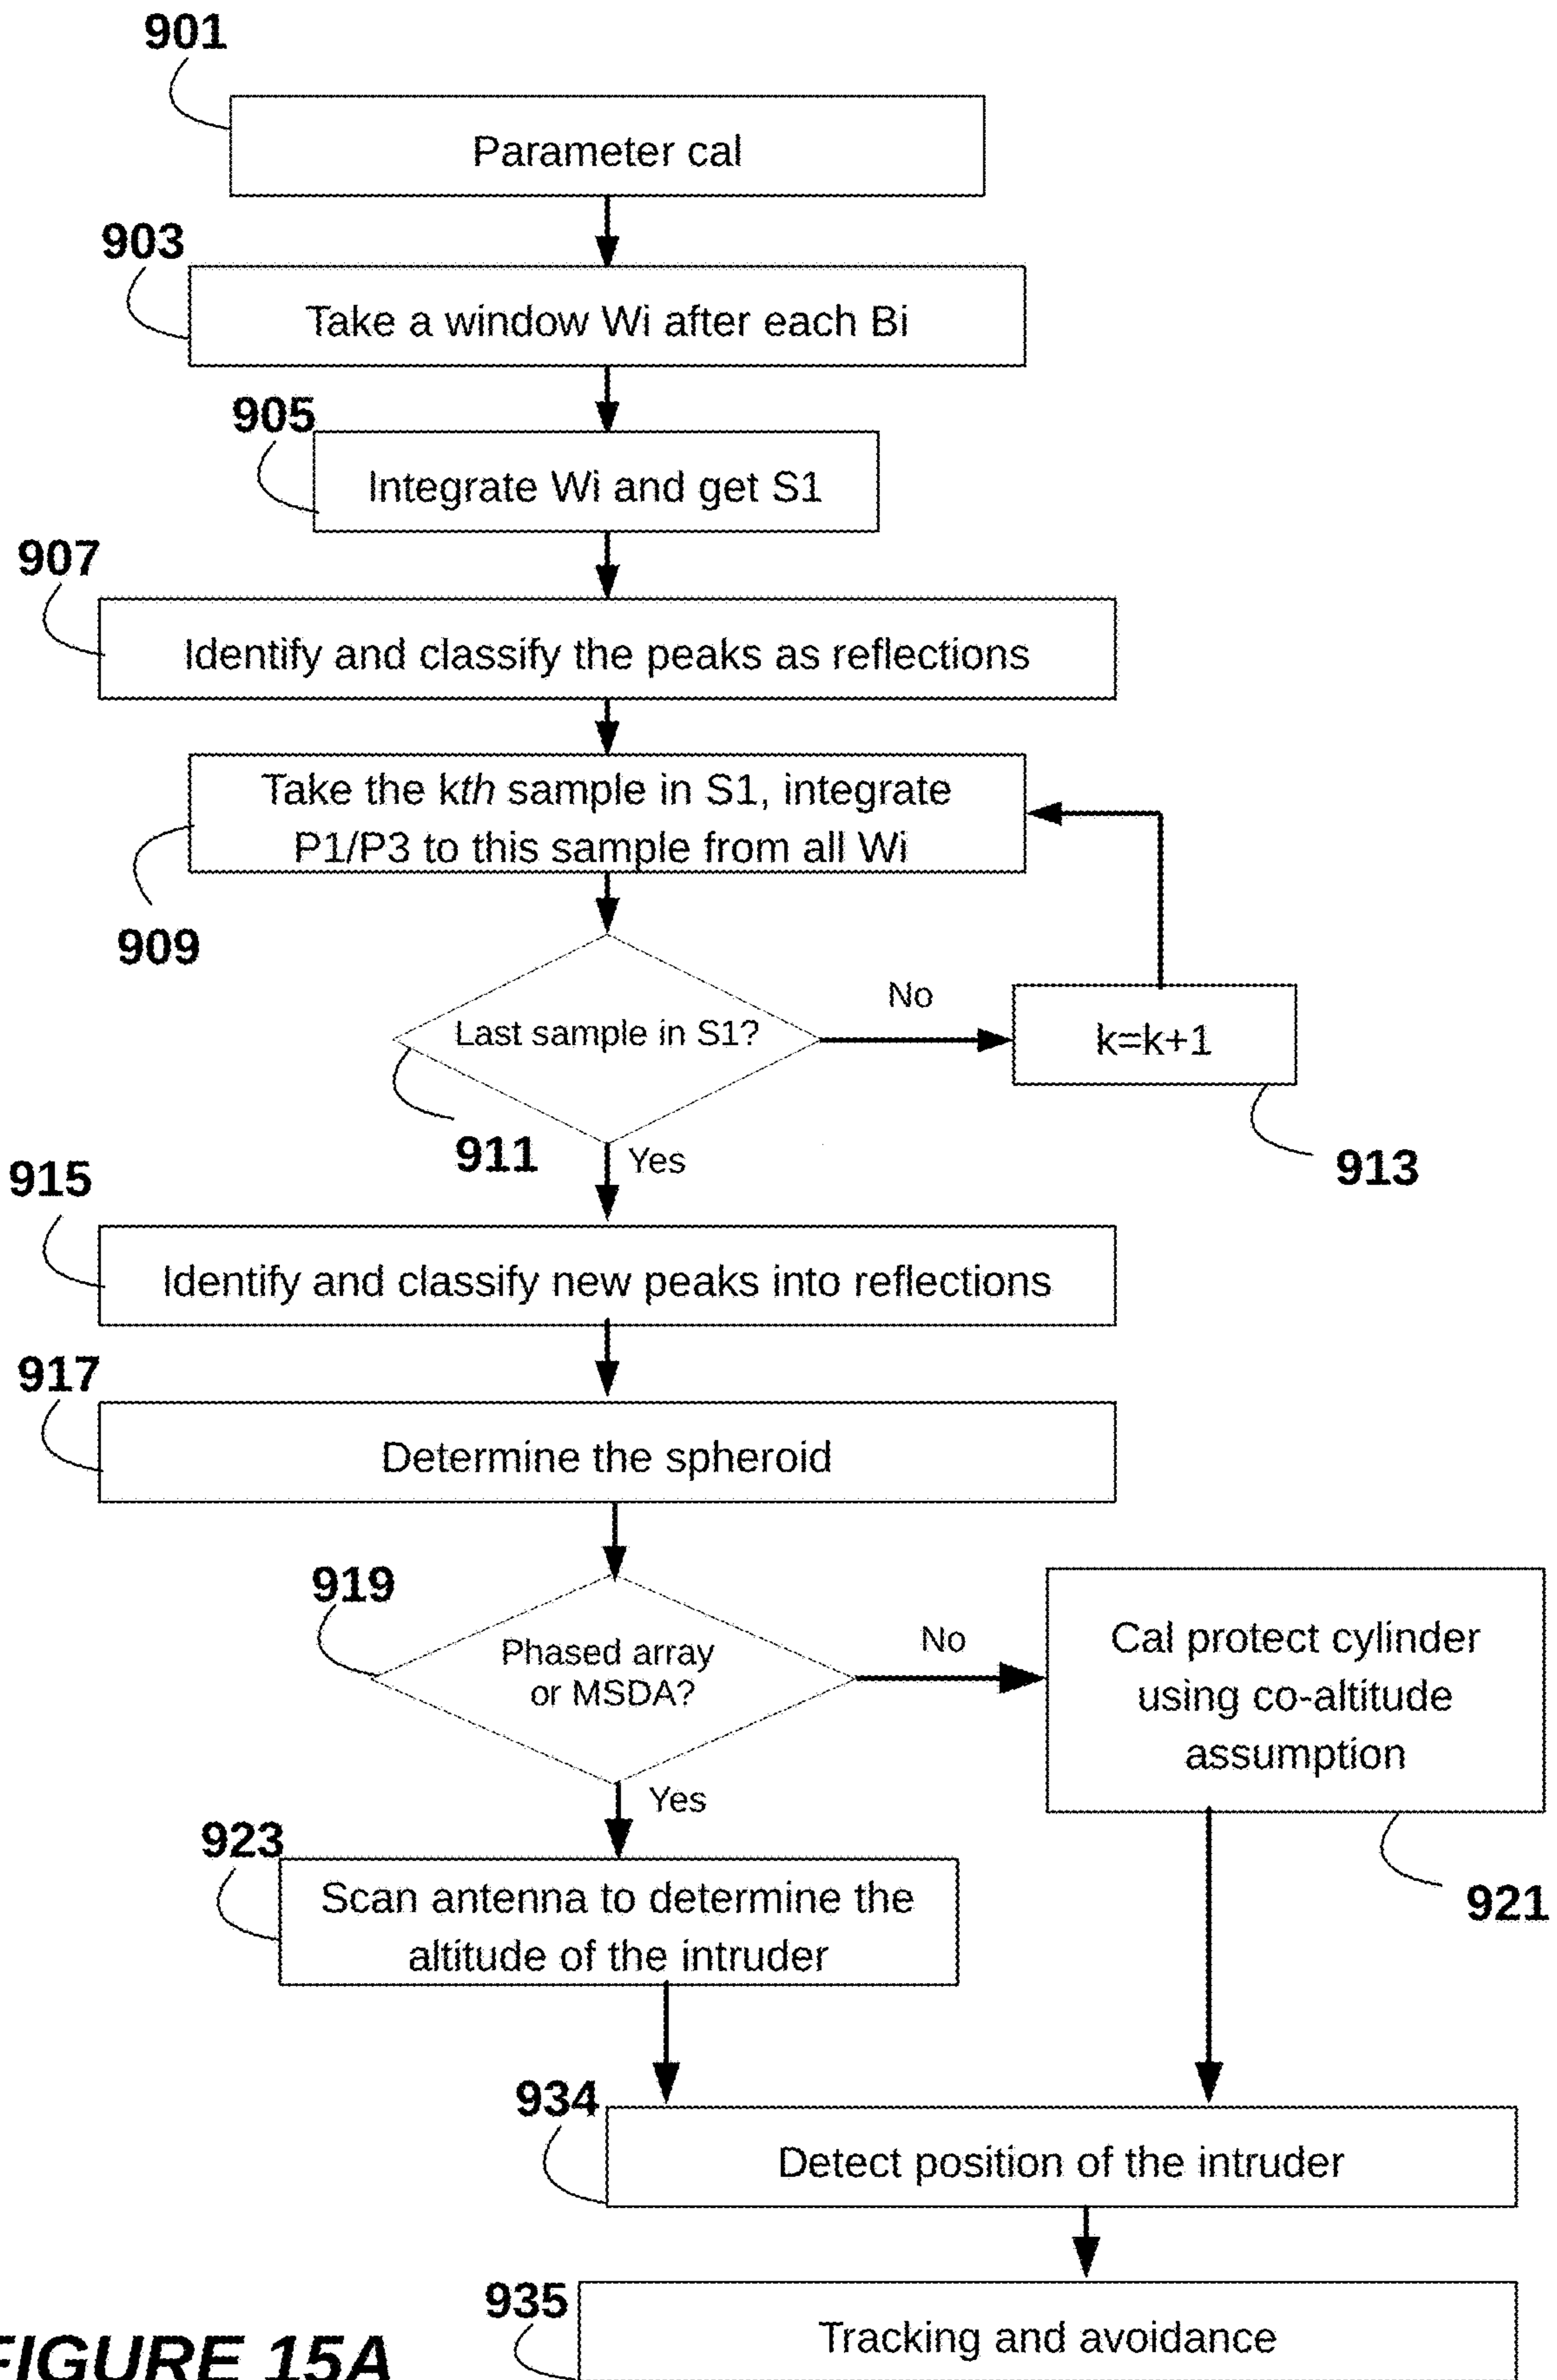 901
Parameter cal
903
Take a window Wi after each Bi
905
Integrate Wi and get S1
907
Identify and classify the peaks as reflections
Take the kth sample in S1, integrate
P1/P3 to this sample from all Wi
909
No
Last sample in S1?
k=k+1
911
Yes
913
915
Identify and classify new peaks into reflections
917
Determine the spheroid
919
Phased array
or MSDA?
No
Cal protect cylinder
using co-altitude
assumption
Yes
921
923
Scan antenna to determine the
altitude of the intruder
934
Detect position of the intruder
935
Tracking and avoidance
FIGURE 15A